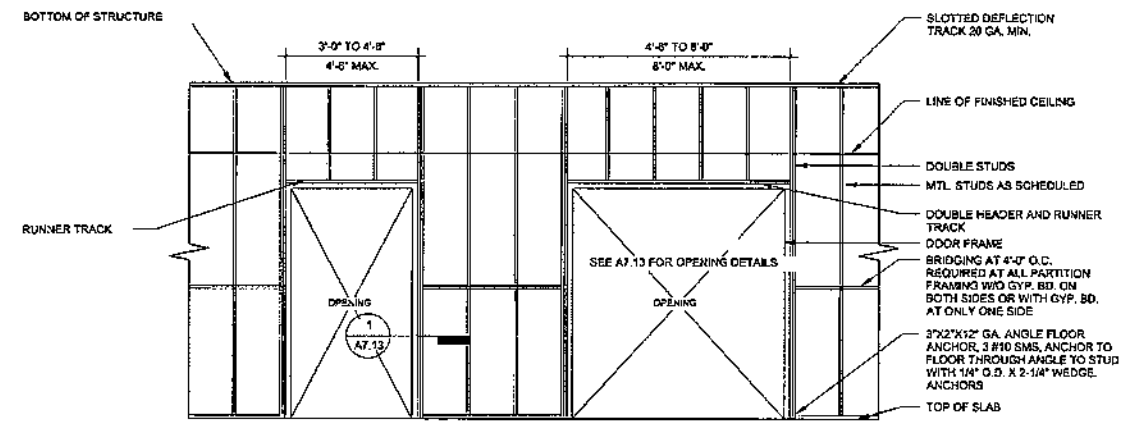 BOTTOM OF STRUCTURE
3'-0" TO 4'-6"
4'-6" MAX.
4'-6" TO 8'-0"
8'-0" MAX.
SLOTTED DEFLECTION
TRACK 20 GA. MIN.
LINE OF FINISHED CEILING
DOUBLE STUDS
MTL. STUDS AS SCHEDULED
RUNNER TRACK
DOUBLE HEADER AND RUNNER
TRACK
DOOR FRAME
SEE A7.13 FOR OPENING DETAILS
BRIDGING AT 4'-0" O.C.
REQUIRED AT ALL PARTITION
FRAMING W/O GYP. BD. ON
BOTH SIDES OR WITH GYP. BD.
AT ONLY ONE SIDE
OPENING
OPENING
1
A7.13
3"X2"X12" GA. ANGLE FLOOR
ANCHOR, 3 #10 SMS, ANCHOR TO
FLOOR THROUGH ANGLE TO STUD
WITH 1/4" O.D. X 2-1/4" WEDGE
ANCHORS
TOP OF SLAB